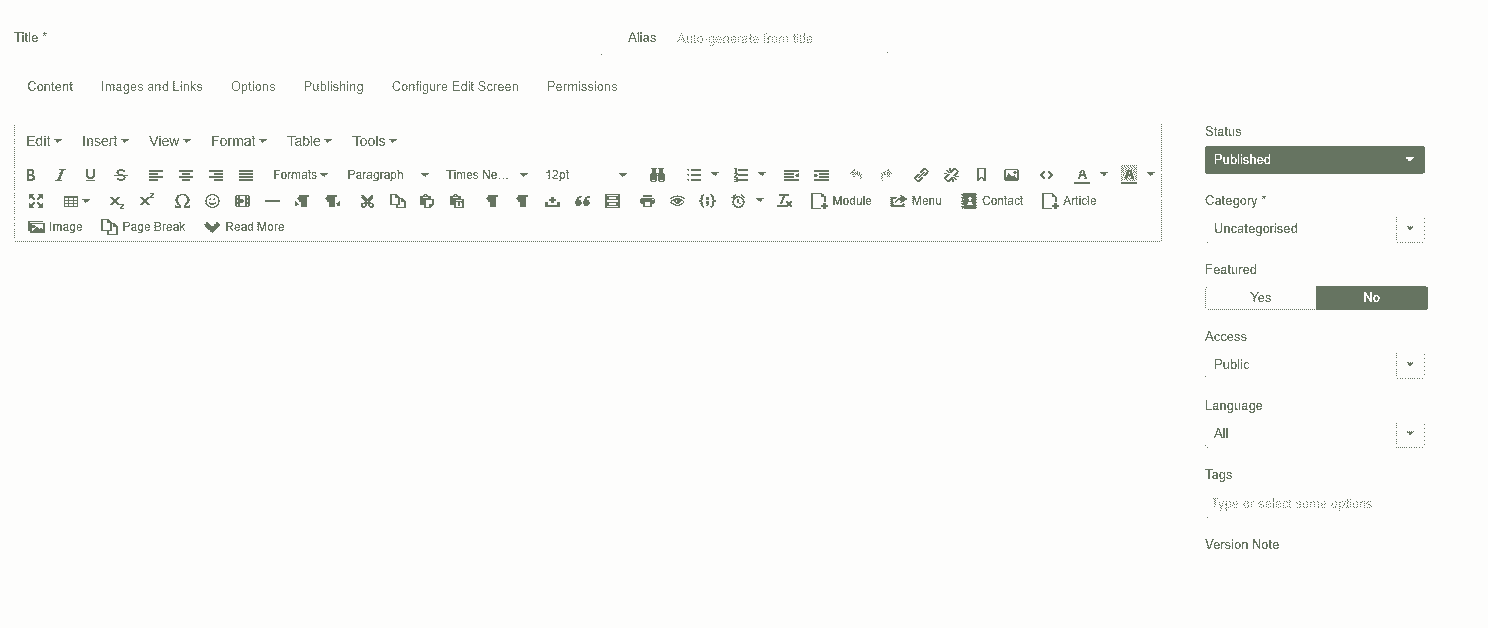 Title * Alias Auto-generate from title
Content Images and Links Options Publishing Configure Edit Screen Permissions
Edit Insert View Format Table Tools
Formats Paragraph Times Ne... 12pt
Module Menu Contact Article
Image Page Break Read More
Status
Published
Category *
Uncategorised
Featured
Yes No
Access
Public
Language
All
Tags
Type or select some options
Version Note